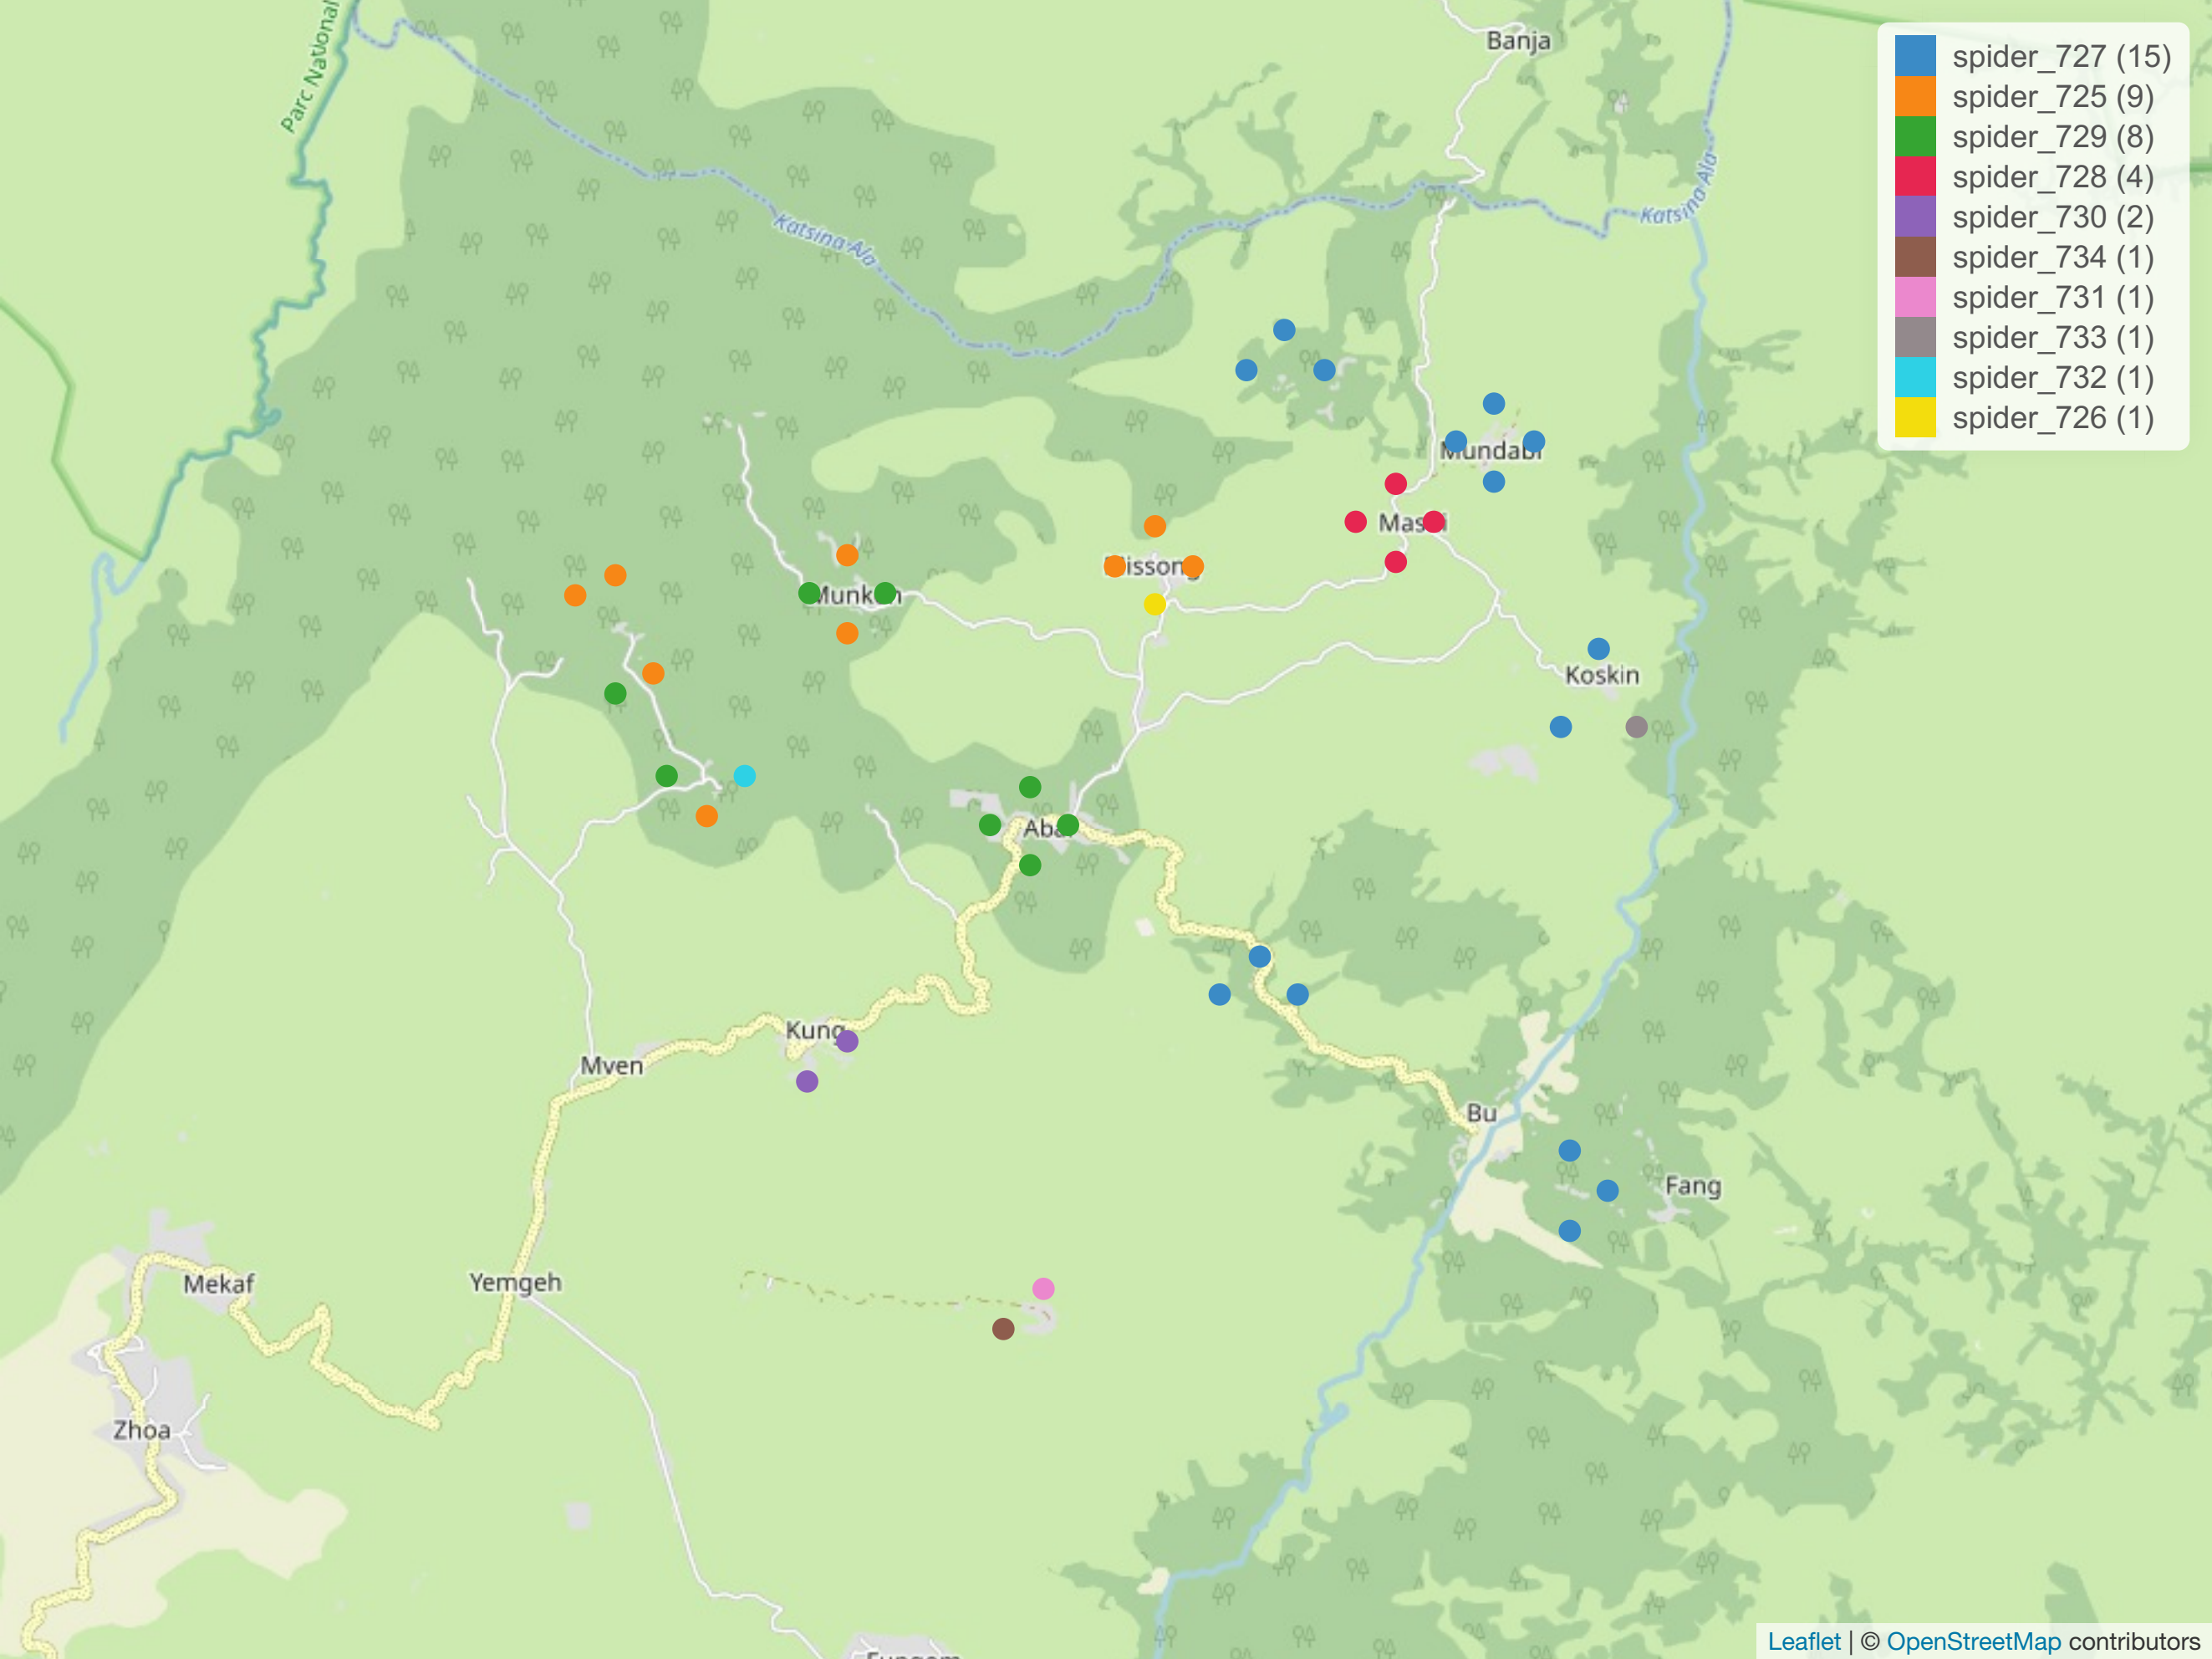 Banja
Parc National
Katsina-Ala
Katsina Ala
spider_727 (15)
spider_725 (9)
spider_729 (8)
spider_728 (4)
spider_730 (2)
spider_734 (1)
spider_731 (1)
spider_733 (1)
spider_732 (1)
spider_726 (1)
Mundabi
Koskin
Kung
Mven
Bu
Fang
Mekaf
Yemgeh
Zhoa
Leaflet | © OpenStreetMap contributors